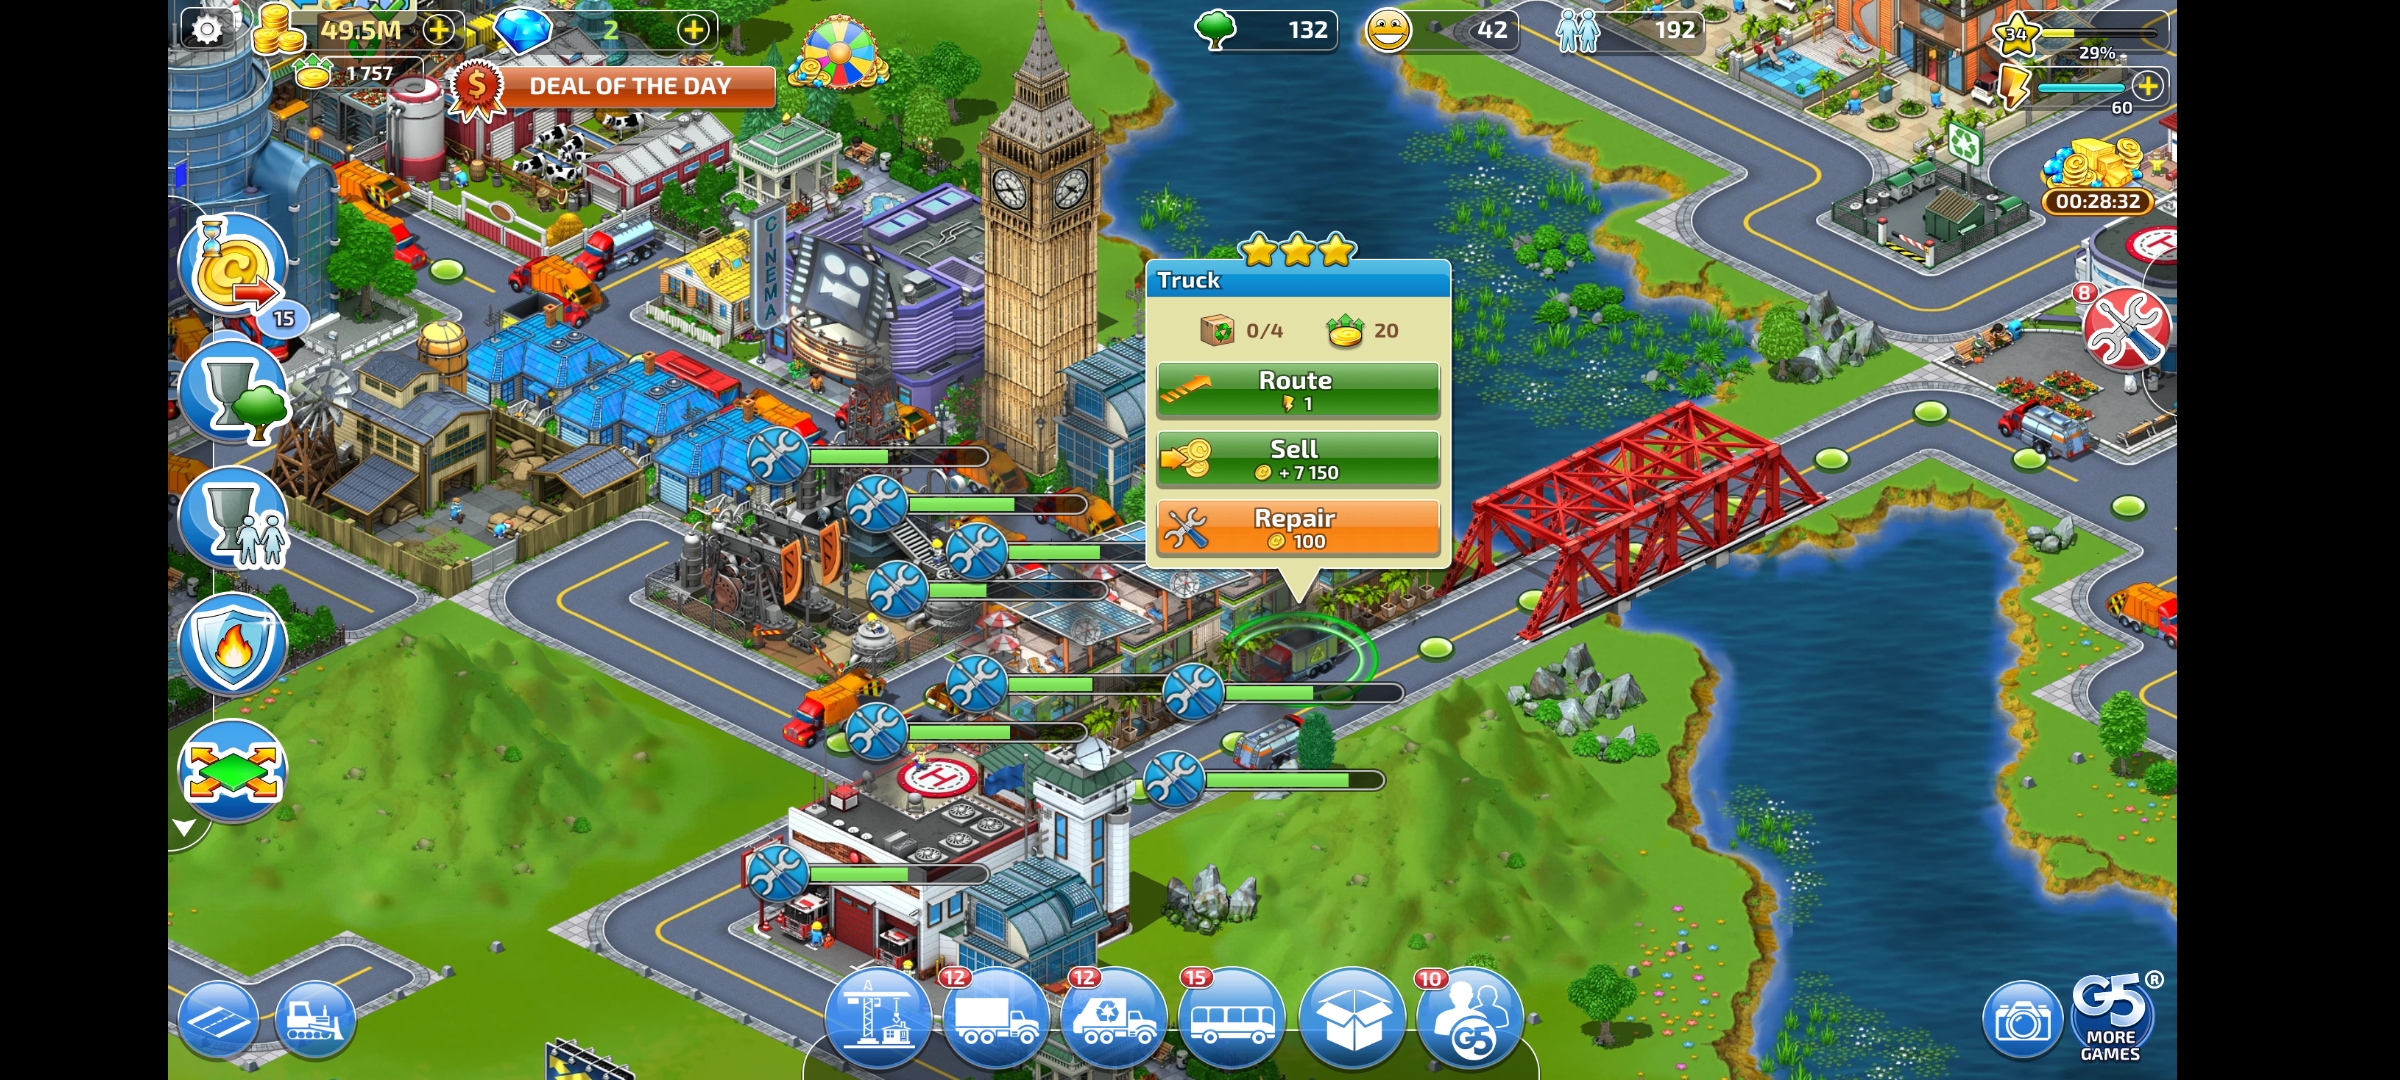 49.5M
2
132
42
192
34
29%
1 757
DEAL OF THE DAY
60
00:28:32
CINEMA
15
8
Truck
0/4
20
Route
1
Sell
+ 7 150
Repair
100
H
12
12
15
10
G5
G5®
MORE
GAMES